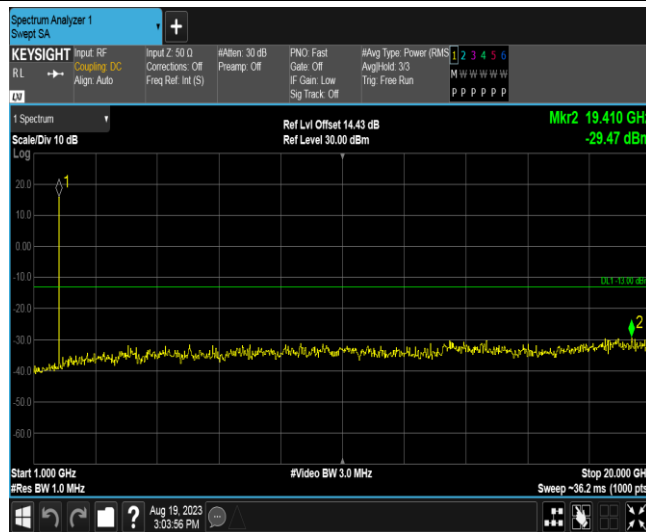 Spectrum Analyzer 1
Swept SA
KEYSIGHT
RL
LXI
Input: RF
Coupling: DC
Align: Auto
Input Z: 50 Ω
Corrections: Off
Freq Ref: Int (S)
#Atten: 30 dB
Preamp: Off
PNO: Fast
Gate: Off
IF Gain: Low
Sig Track: Off
#Avg Type: Power (RMS
Avg|Hold: 3/3
Trig: Free Run
1 2 3 4 5 6
M W W W W W
P P P P P P
1 Spectrum
Scale/Div 10 dB
Log
Ref Lvl Offset 14.43 dB
Ref Level 30.00 dBm
Mkr2 19.410 GHz
-29.47 dBm
1
20.0
10.0
0.00
-10.0
DL1 -13.00 dBm
-20.0
2
-30.0
-40.0
-50.0
-60.0
Start 1.000 GHz
#Res BW 1.0 MHz
#Video BW 3.0 MHz
Stop 20.000 GHz
Sweep ~36.2 ms (1000 pts)
?
Aug 19, 2023
3:03:56 PM